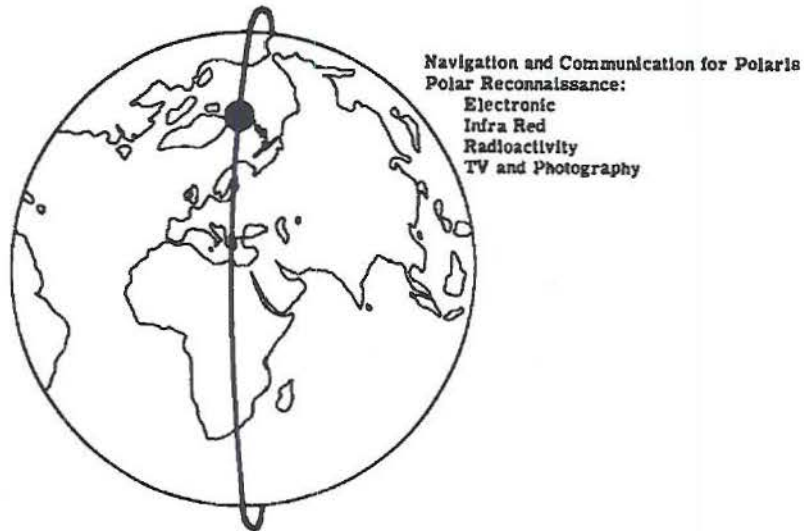 Navigation and Communication for Polaris
Polar Reconnaissance:
Electronic
Infra Red
Radioactivity
TV and Photography